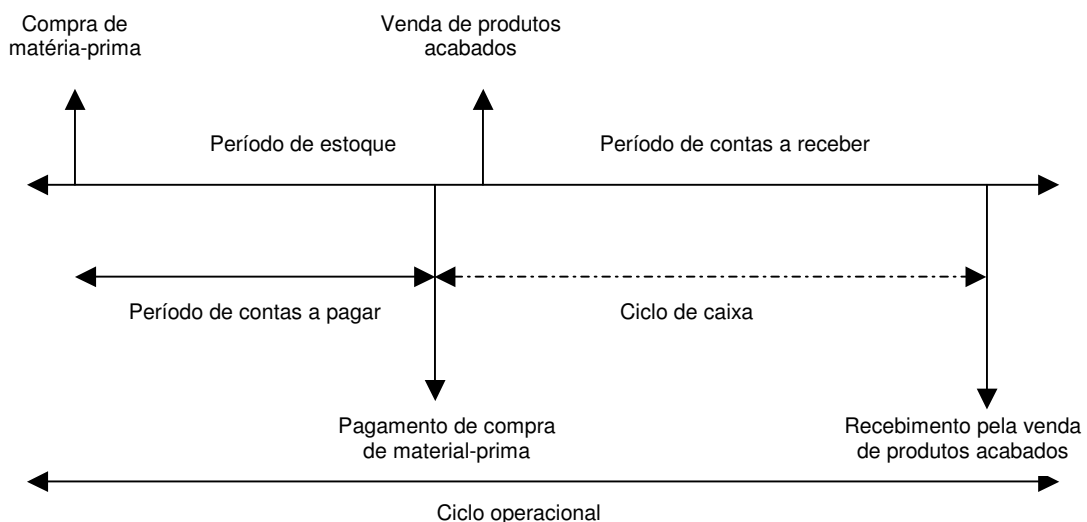 Compra de
matéria-prima
Venda de produtos
acabados
Período de estoque
Período de contas a receber
Período de contas a pagar
Ciclo de caixa
Pagamento de compra
de material-prima
Recebimento pela venda
de produtos acabados
Ciclo operacional